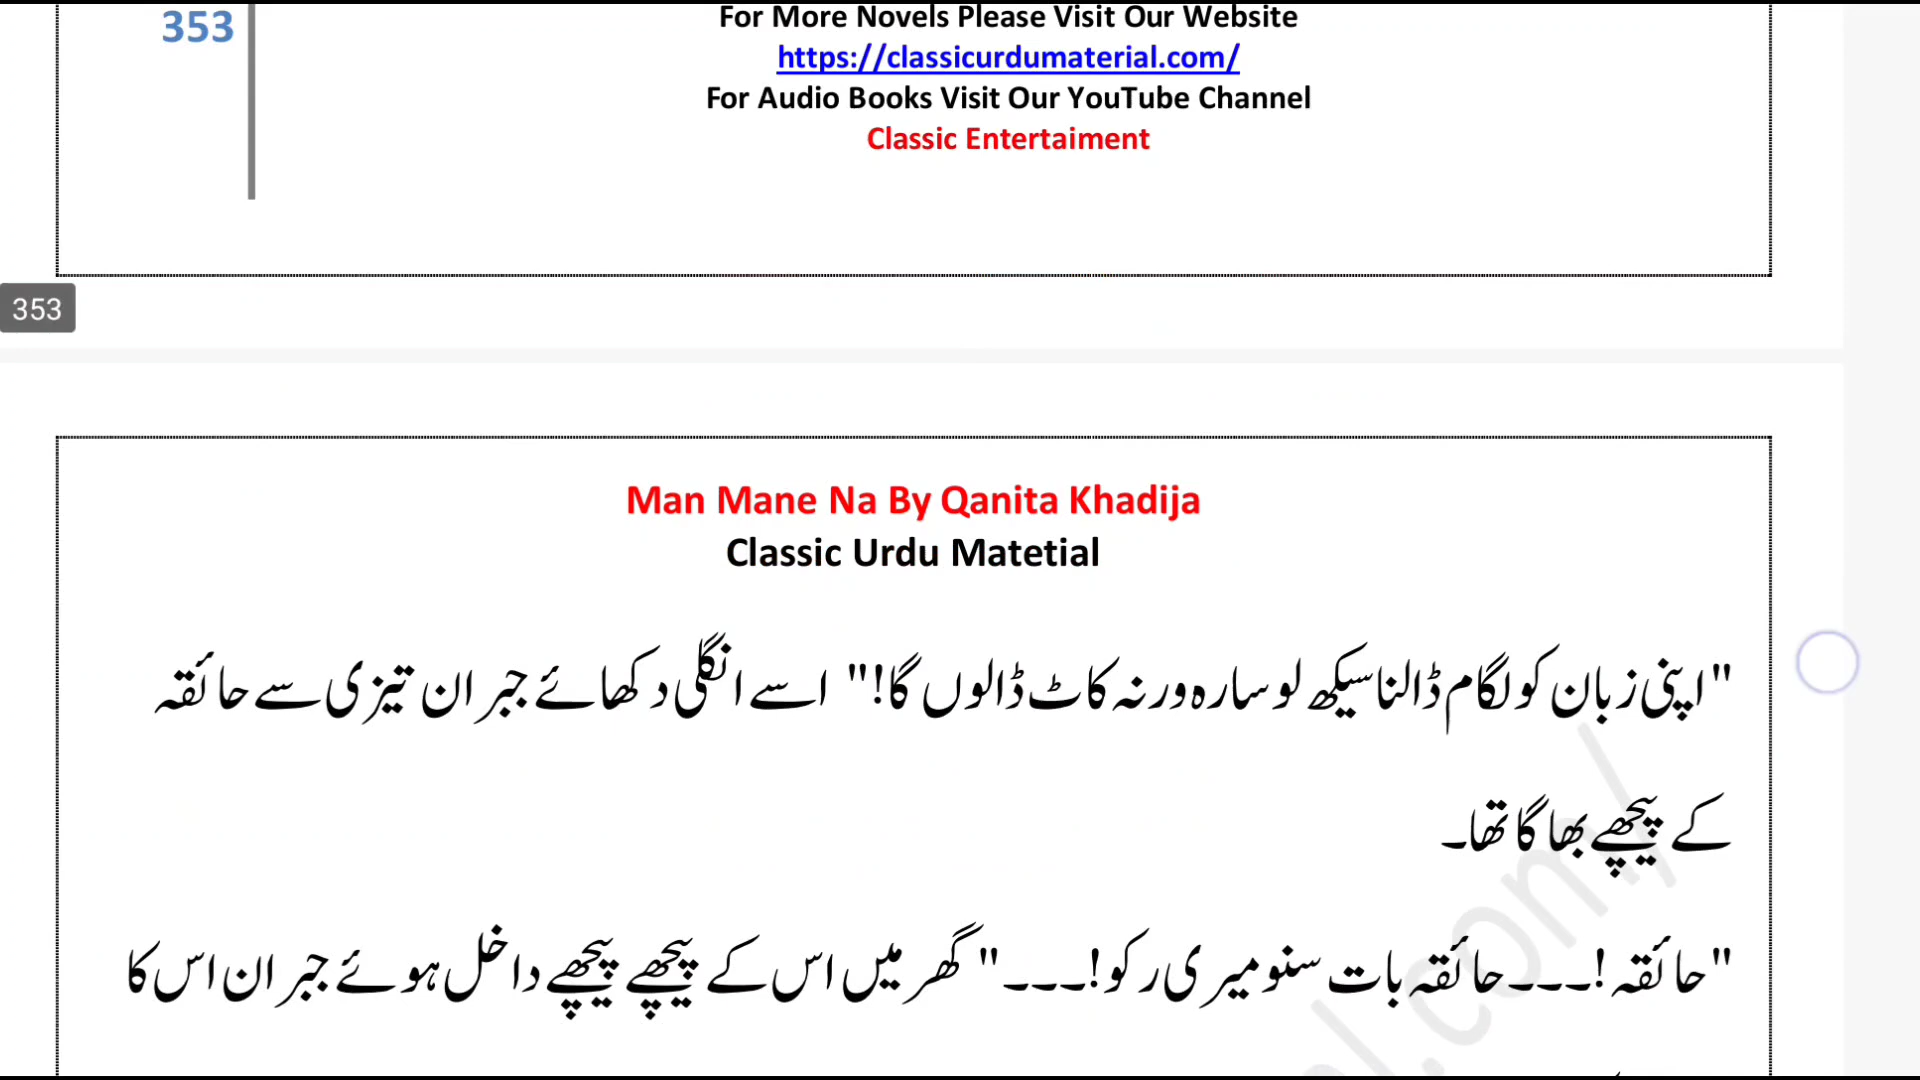 353
For More Novels Please Visit Our Website
https://classicurdumaterial.com/
For Audio Books Visit Our YouTube Channel
Classic Entertaiment
353
Man Mane Na By Qanita Khadija
Classic Urdu Matetial
"اپنی زبان کو لگام ڈالنا سیکھ لو سارہ ورنہ کاٹ ڈالوں گا!" اسے انگلی دکھائے جبران تیزی سے حائقہ
کے پیچھے بھاگا تھا۔
"حائقہ!۔۔۔حائقہ بات سنو میری رکو!۔۔۔" گھر میں اس کے پیچھے پیچھے داخل ہوئے جبران اس کا
l.com/